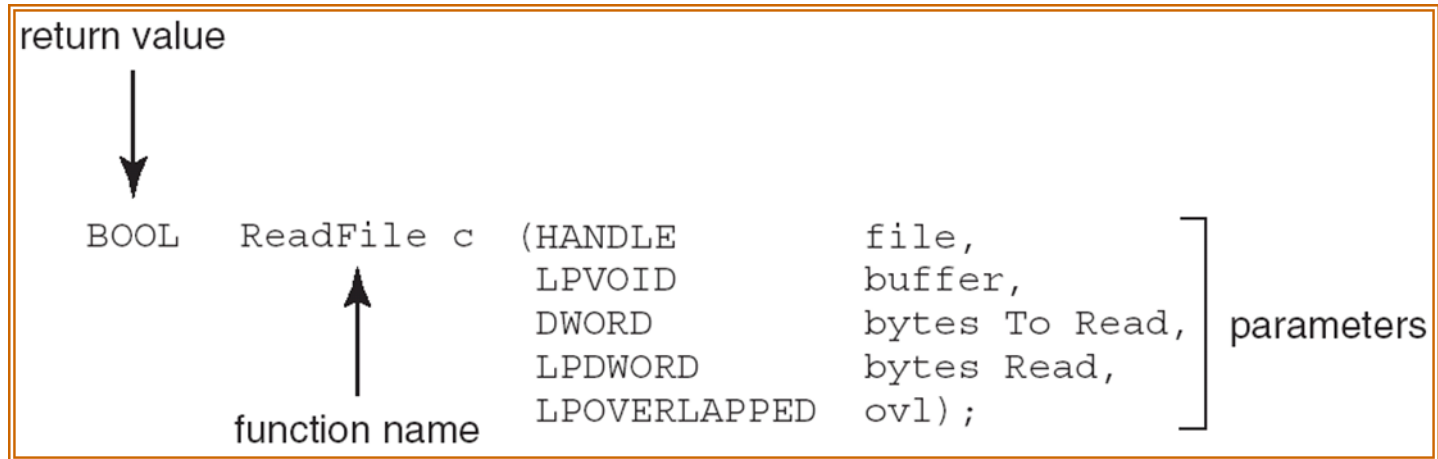 return value
BOOL ReadFile c (HANDLE file,
LPVOID buffer,
DWORD bytes To Read,
LPDWORD bytes Read,
LPOVERLAPPED ovl);
parameters
function name